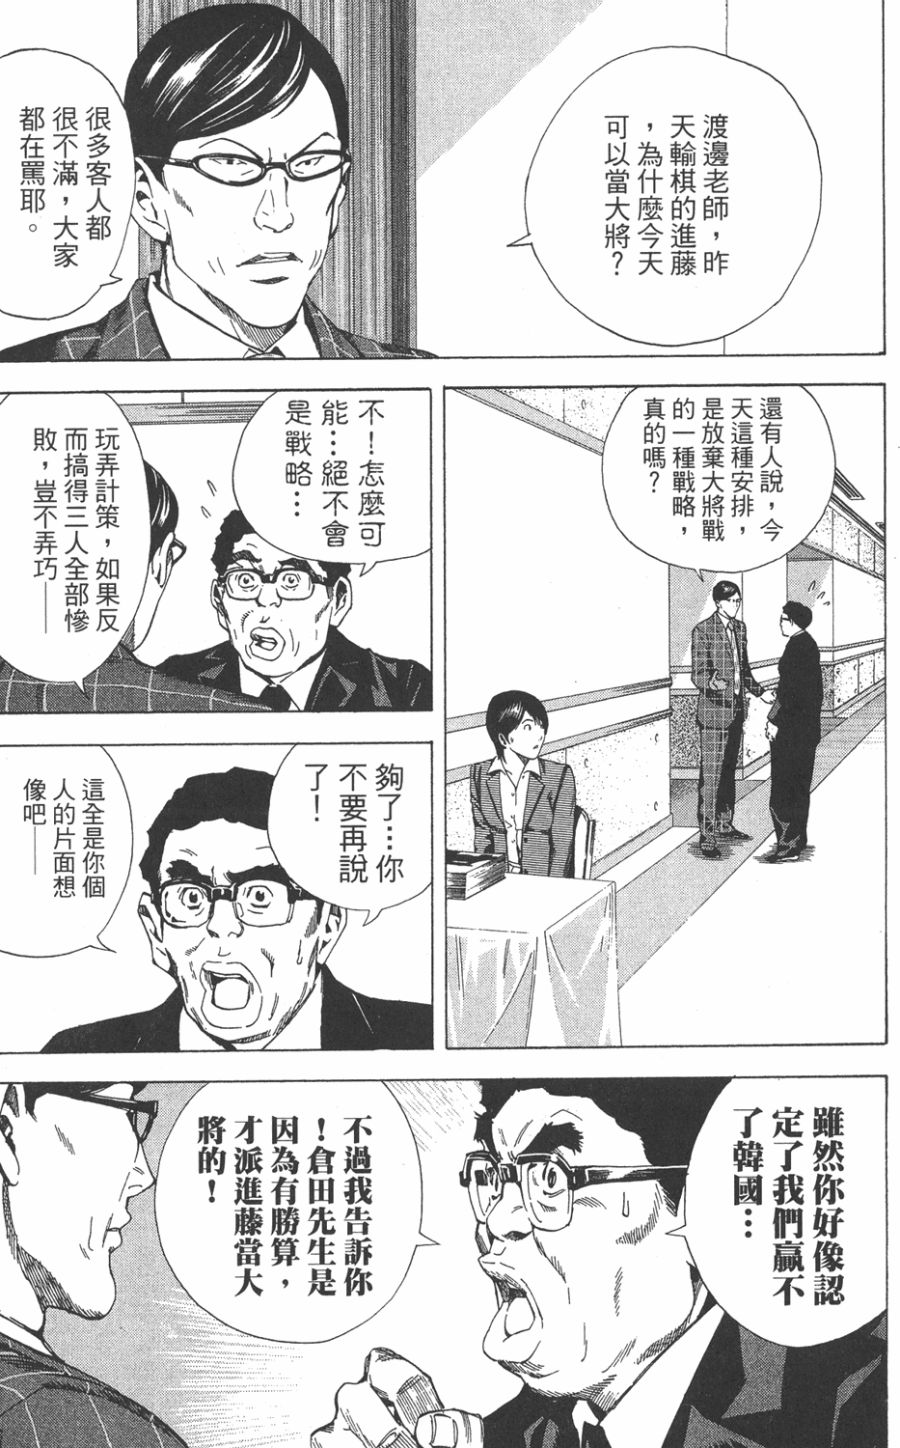 渡邊老師，昨
天輸棋的進藤
，為什麼今天
可以當大將？
很多客人都
很不滿，大家
都在罵耶。
還有人說，今
天這種安排，
是放棄大將戰
的一種戰略，
真的嗎？
不！怎麼可
能…絕不會
是戰略…
玩弄計策，如果反
而搞得三人全部慘
敗，豈不弄巧——
夠了…你
不要再說
了！
這全是你個
人的片面想
像吧——
雖然你好像認
定了我們贏不
了韓國…
不過我告訴你
！倉田先生是
因為有勝算，
才派進藤當大
將的！